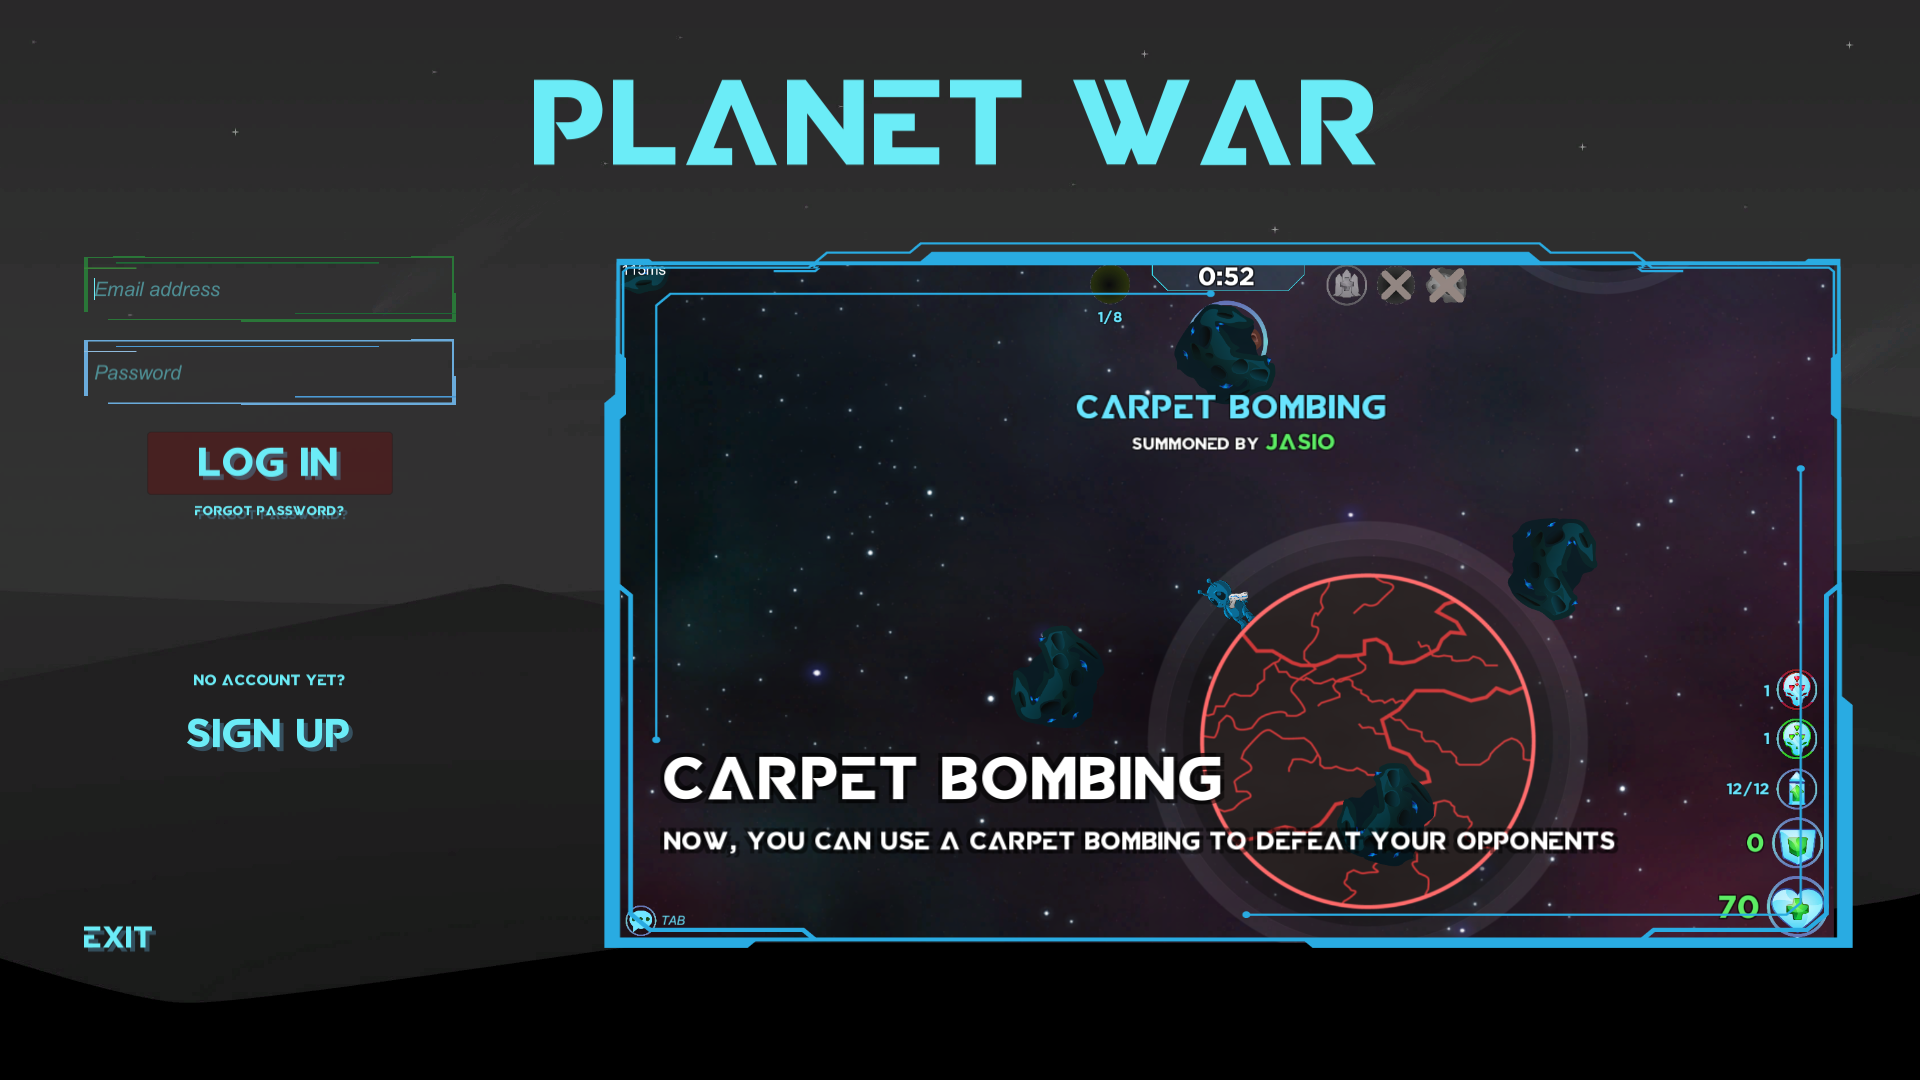 PLANET WAR
Email address
Password
LOG IN
FORGOT PASSWORD?
NO ACCOUNT YET?
SIGN UP
EXIT
115ms
0:52
1/8
CARPET BOMBING
SUMMONED BY JASIO
1
1
12/12
0
70
CARPET BOMBING
NOW, YOU CAN USE A CARPET BOMBING TO DEFEAT YOUR OPPONENTS
TAB